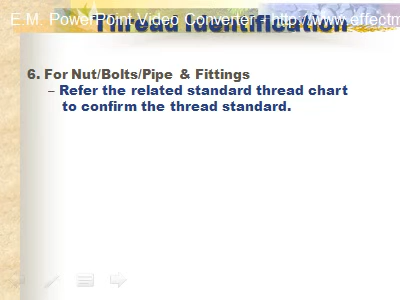 E.M. PowerPoint Video Converter - http://www.effectm
Thread Identification
6. For Nut/Bolts/Pipe & Fittings
– Refer the related standard thread chart
to confirm the thread standard.